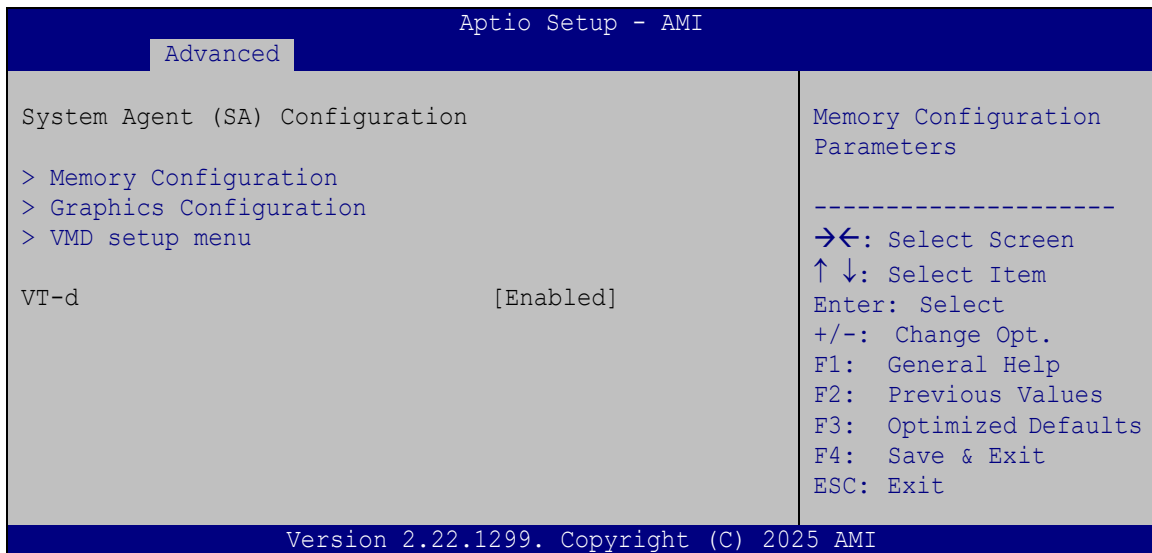 Aptio Setup - AMI
Advanced
System Agent (SA) Configuration
> Memory Configuration
> Graphics Configuration
> VMD setup menu
VT-d [Enabled]
Memory Configuration
Parameters
---------------------
→←: Select Screen
↑ ↓: Select Item
Enter: Select
+/-: Change Opt.
F1: General Help
F2: Previous Values
F3: Optimized Defaults
F4: Save & Exit
ESC: Exit
Version 2.22.1299. Copyright (C) 2025 AMI